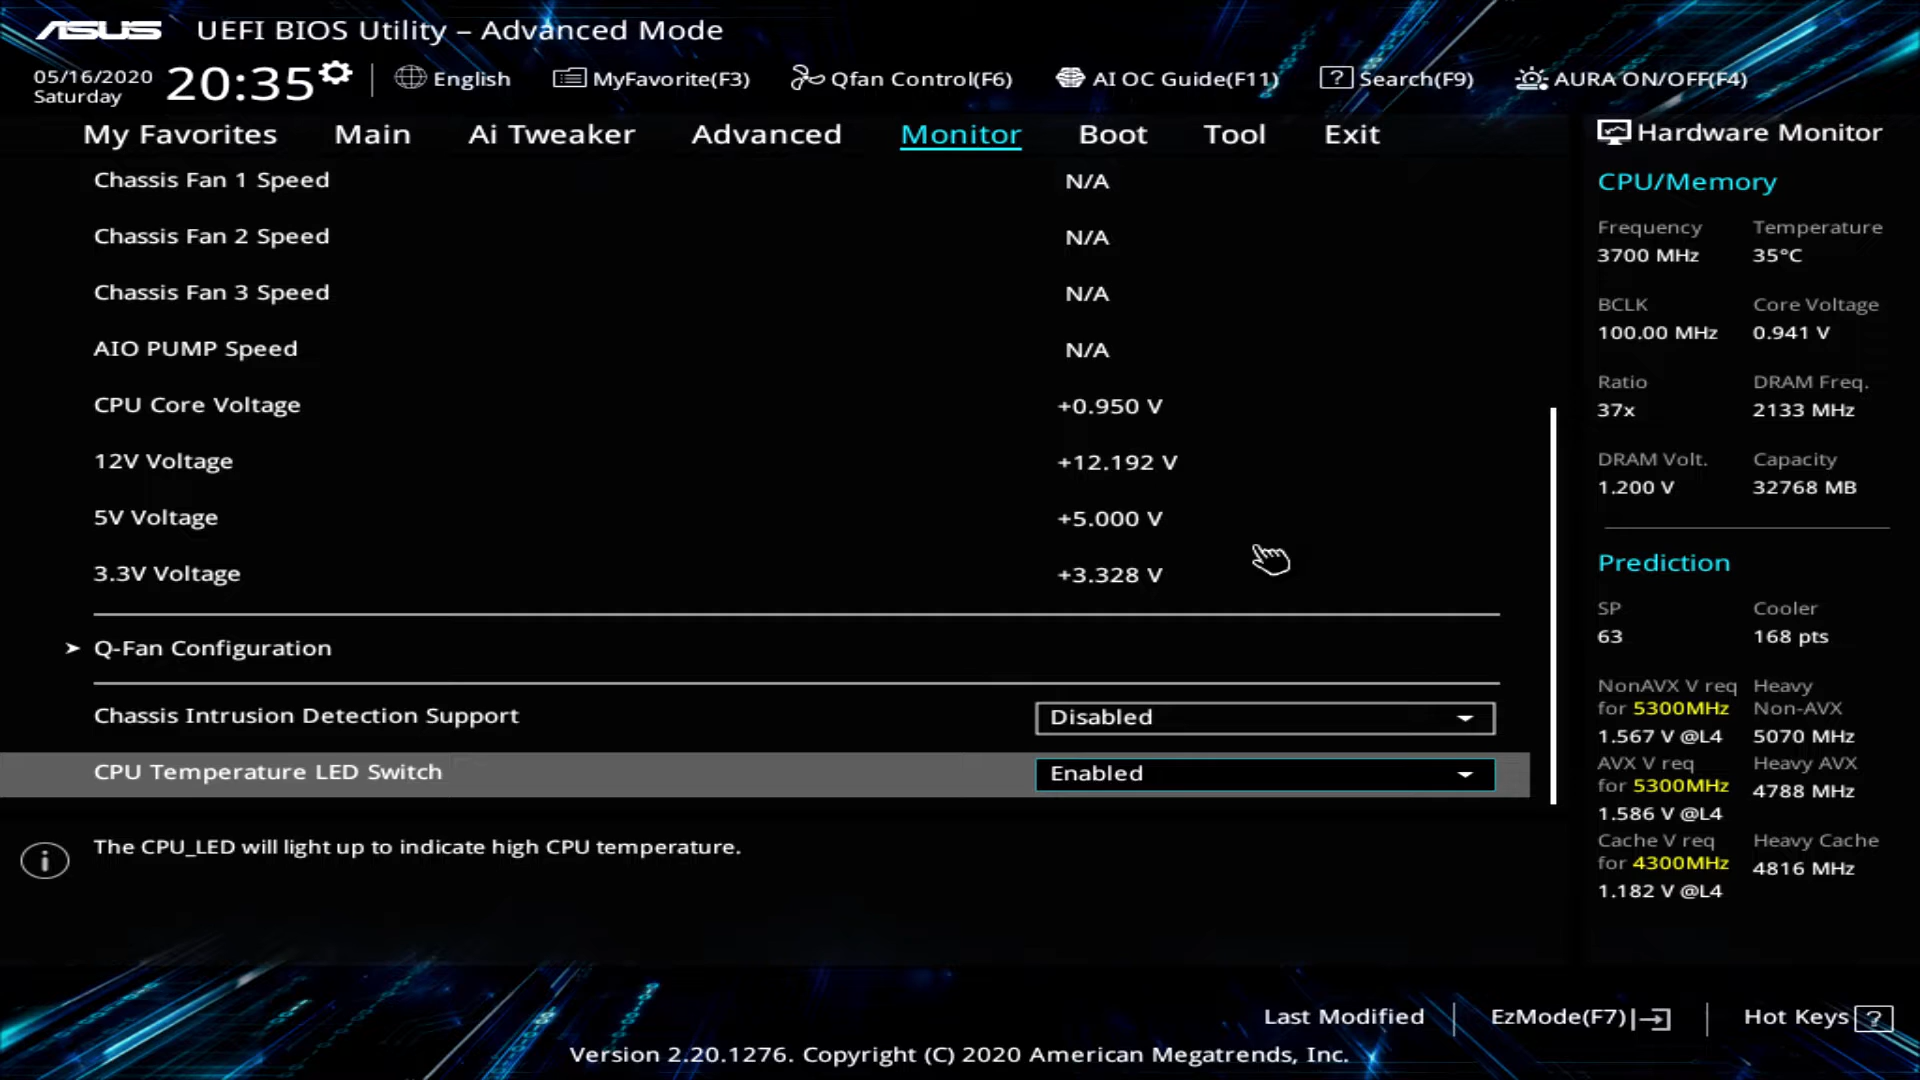 ASUS UEFI BIOS Utility – Advanced Mode
05/16/2020
Saturday
20:35
English
MyFavorite(F3)
Qfan Control(F6)
AI OC Guide(F11)
? Search(F9)
AURA ON/OFF(F4)
My Favorites Main Ai Tweaker Advanced Monitor Boot Tool Exit
Chassis Fan 1 Speed N/A
Chassis Fan 2 Speed N/A
Chassis Fan 3 Speed N/A
AIO PUMP Speed N/A
CPU Core Voltage +0.950 V
12V Voltage +12.192 V
5V Voltage +5.000 V
3.3V Voltage +3.328 V
Q-Fan Configuration
Chassis Intrusion Detection Support Disabled
CPU Temperature LED Switch Enabled
i The CPU_LED will light up to indicate high CPU temperature.
Hardware Monitor
CPU/Memory
Frequency Temperature
3700 MHz 35°C
BCLK Core Voltage
100.00 MHz 0.941 V
Ratio DRAM Freq.
37x 2133 MHz
DRAM Volt. Capacity
1.200 V 32768 MB
Prediction
SP Cooler
63 168 pts
NonAVX V req Heavy
for 5300MHz Non-AVX
1.567 V @L4 5070 MHz
AVX V req Heavy AVX
for 5300MHz 4788 MHz
1.586 V @L4
Cache V req Heavy Cache
for 4300MHz 4816 MHz
1.182 V @L4
Last Modified
EzMode(F7)
Hot Keys ?
Version 2.20.1276. Copyright (C) 2020 American Megatrends, Inc.